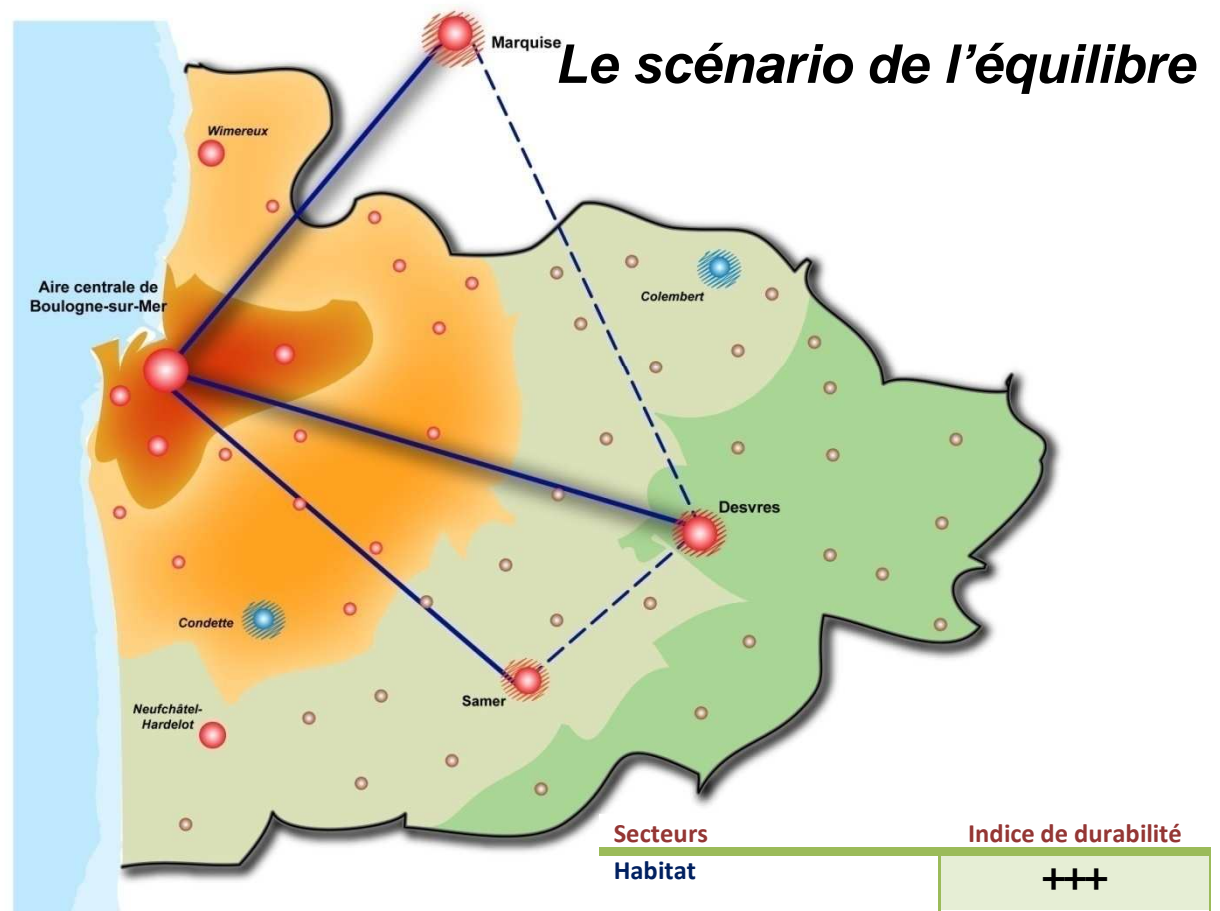 Marquise
Le scénario de l'équilibre
Wimereux
Aire centrale de
Boulogne-sur-Mer
Colembert
Desvres
Condette
Samer
Neufchâtel-
Hardelot
Secteurs Indice de durabilité
Habitat +++